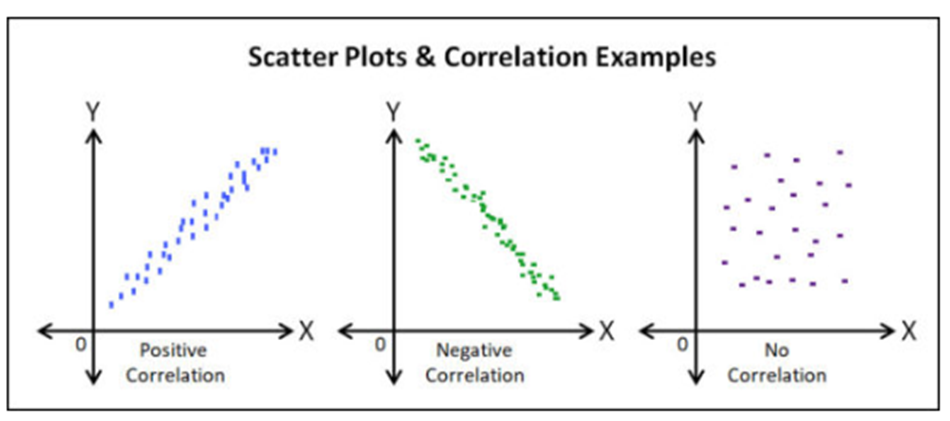 Scatter Plots & Correlation Examples
Y
X
0
Positive
Correlation
Y
X
0
Negative
Correlation
Y
X
0
No
Correlation